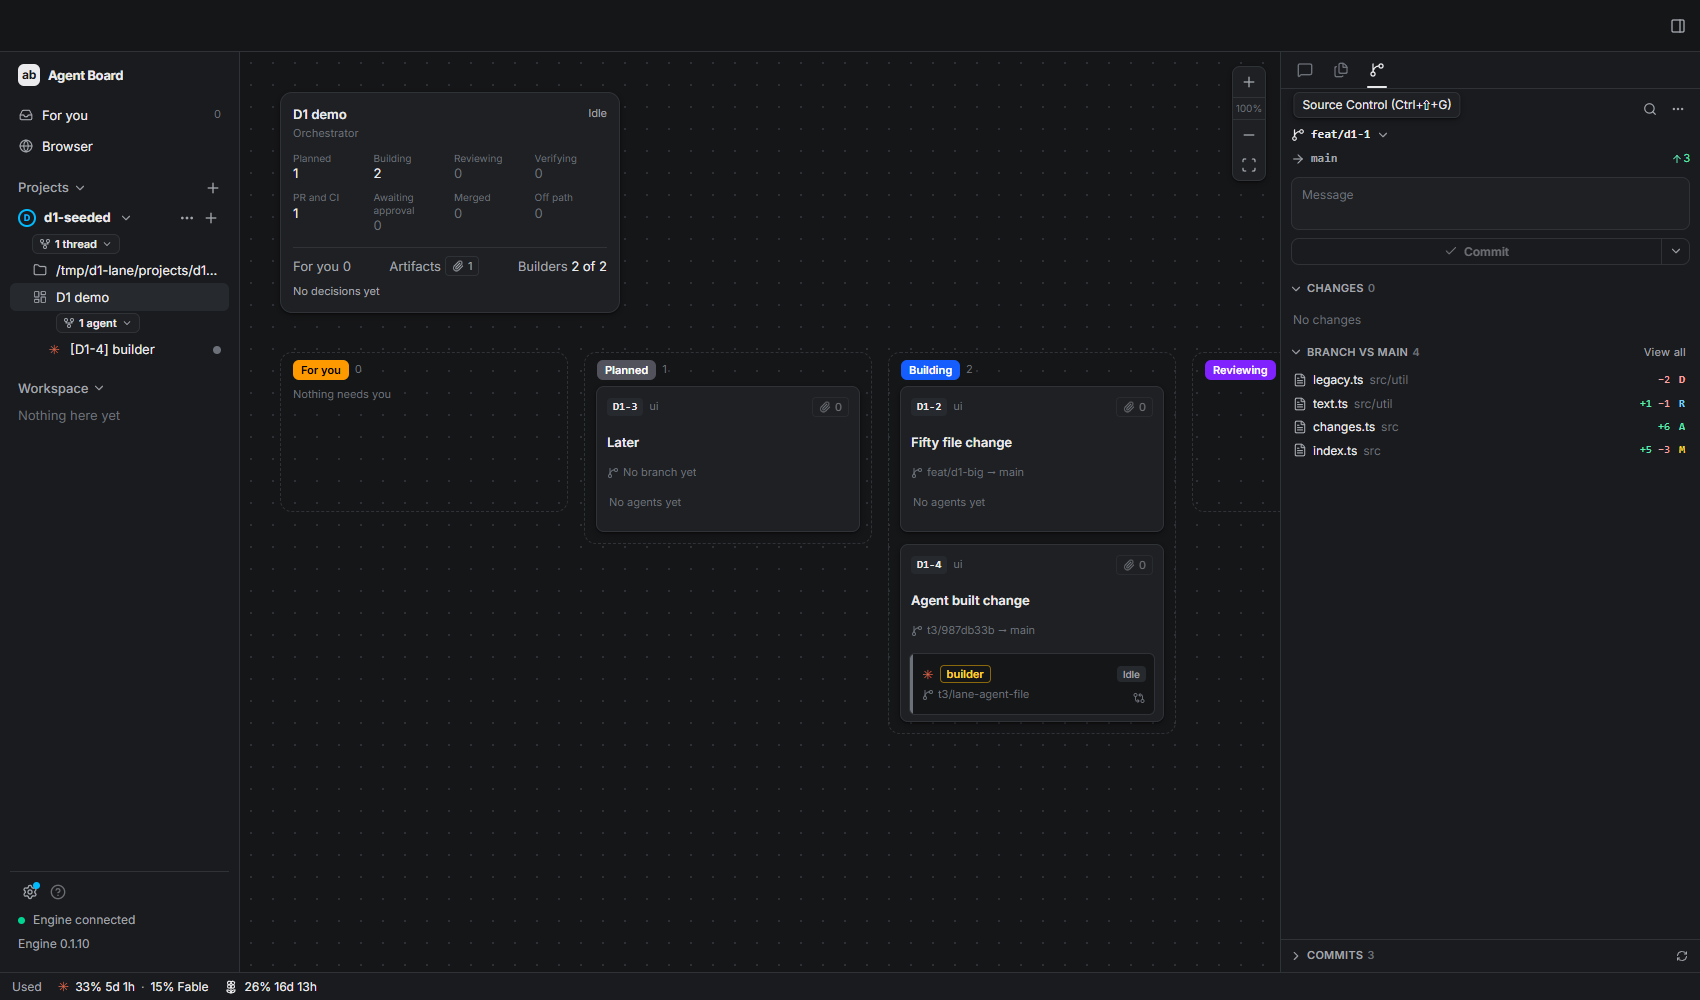 ab Agent Board
For you 0
Browser
Projects
D d1-seeded
1 thread
/tmp/d1-lane/projects/d1...
D1 demo
1 agent
[D1-4] builder
Workspace
Nothing here yet
Engine connected
Engine 0.1.10
D1 demo Idle
Orchestrator
Planned Building Reviewing Verifying
1 2 0 0
PR and CI Awaiting approval Merged Off path
1 0 0 0
For you 0 Artifacts 1 Builders 2 of 2
No decisions yet
100%
For you 0
Nothing needs you
Planned 1
D1-3 ui 0
Later
No branch yet
No agents yet
Building 2
D1-2 ui 0
Fifty file change
feat/d1-big → main
No agents yet
D1-4 ui 0
Agent built change
t3/987db33b → main
builder Idle
t3/lane-agent-file
Reviewing
Source Control (Ctrl+⇧+G)
feat/d1-1
→ main ↑3
Message
Commit
CHANGES 0
No changes
BRANCH VS MAIN 4 View all
legacy.ts src/util −2 D
text.ts src/util +1 −1 R
changes.ts src +6 A
index.ts src +5 −3 M
COMMITS 3
Used 33% 5d 1h · 15% Fable 26% 16d 13h